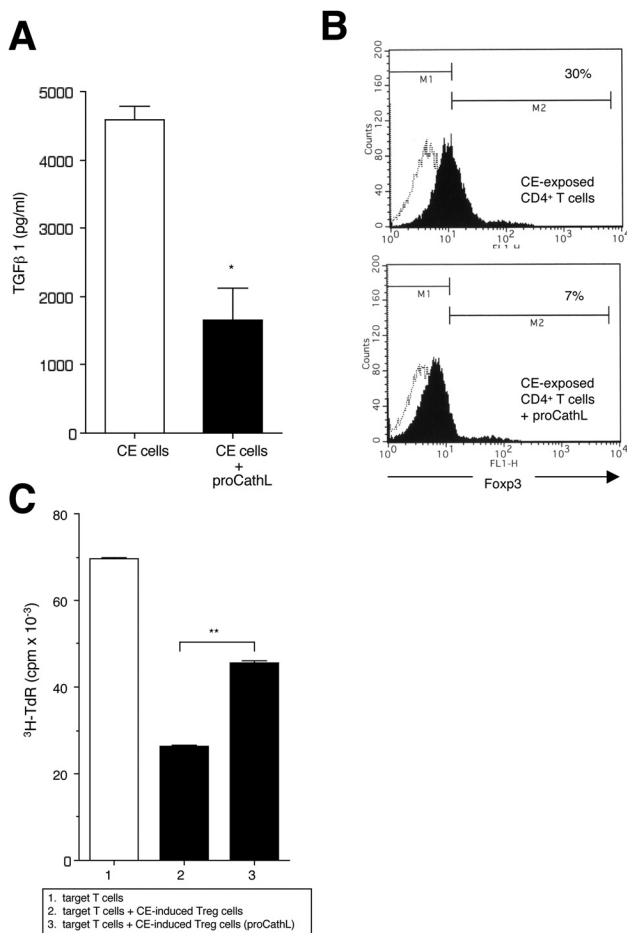 A
TGFβ 1 (pg/ml)
5000
4000
3000
2000
1000
0
*
CE cells
CE cells
+
proCathL
B
Counts
200
160
120
80
40
0
M1
30%
M2
CE-exposed
CD4⁺ T cells
10⁰ 10¹ 10² 10³ 10⁴
FL1-H
Counts
200
160
120
80
40
0
M1
7%
M2
CE-exposed
CD4⁺ T cells
+ proCathL
10⁰ 10¹ 10² 10³ 10⁴
FL1-H
Foxp3
C
³H-TdR (cpm x 10⁻³)
80
60
40
20
0
**
1 2 3
1. target T cells
2. target T cells + CE-induced Treg cells
3. target T cells + CE-induced Treg cells (proCathL)